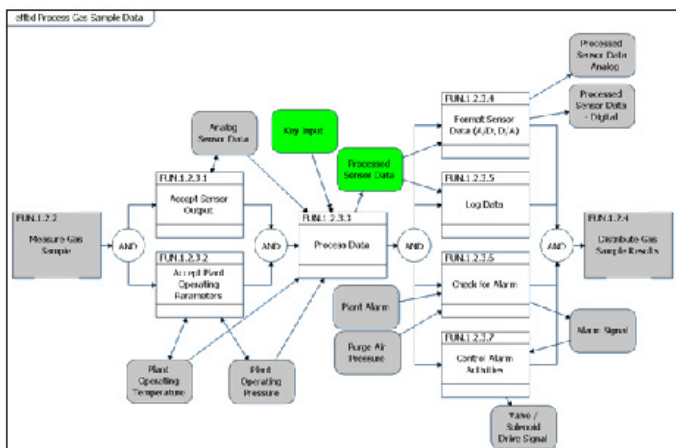 effbd Process Gas Sample Data
Processed
Sensor Data
Analog
FUN.1.2.3.4
Format Sensor
Data (A/D, D/A)
Processed
Sensor Data
- Digital
Analog
Sensor Data
Key Input
Processed
Sensor Data
FUN.1.2.3.1
Accept Sensor
Output
FUN.1.2.3.5
Log Data
FUN.1.2.2
Measure Gas
Sample
AND
FUN.1.2.3.2
Accept Plant
Operating
Parameters
AND
FUN.1.2.3.3
Process Data
AND
AND
FUN.1.2.4
Distribute Gas
Sample Results
FUN.1.2.3.6
Check for Alarm
Plant Alarm
Purge Air
Pressure
Alarm Signal
FUN.1.2.3.7
Control Alarm
Activities
Plant
Operating
Temperature
Plant
Operating
Pressure
Valve /
Solenoid
Drive Signal